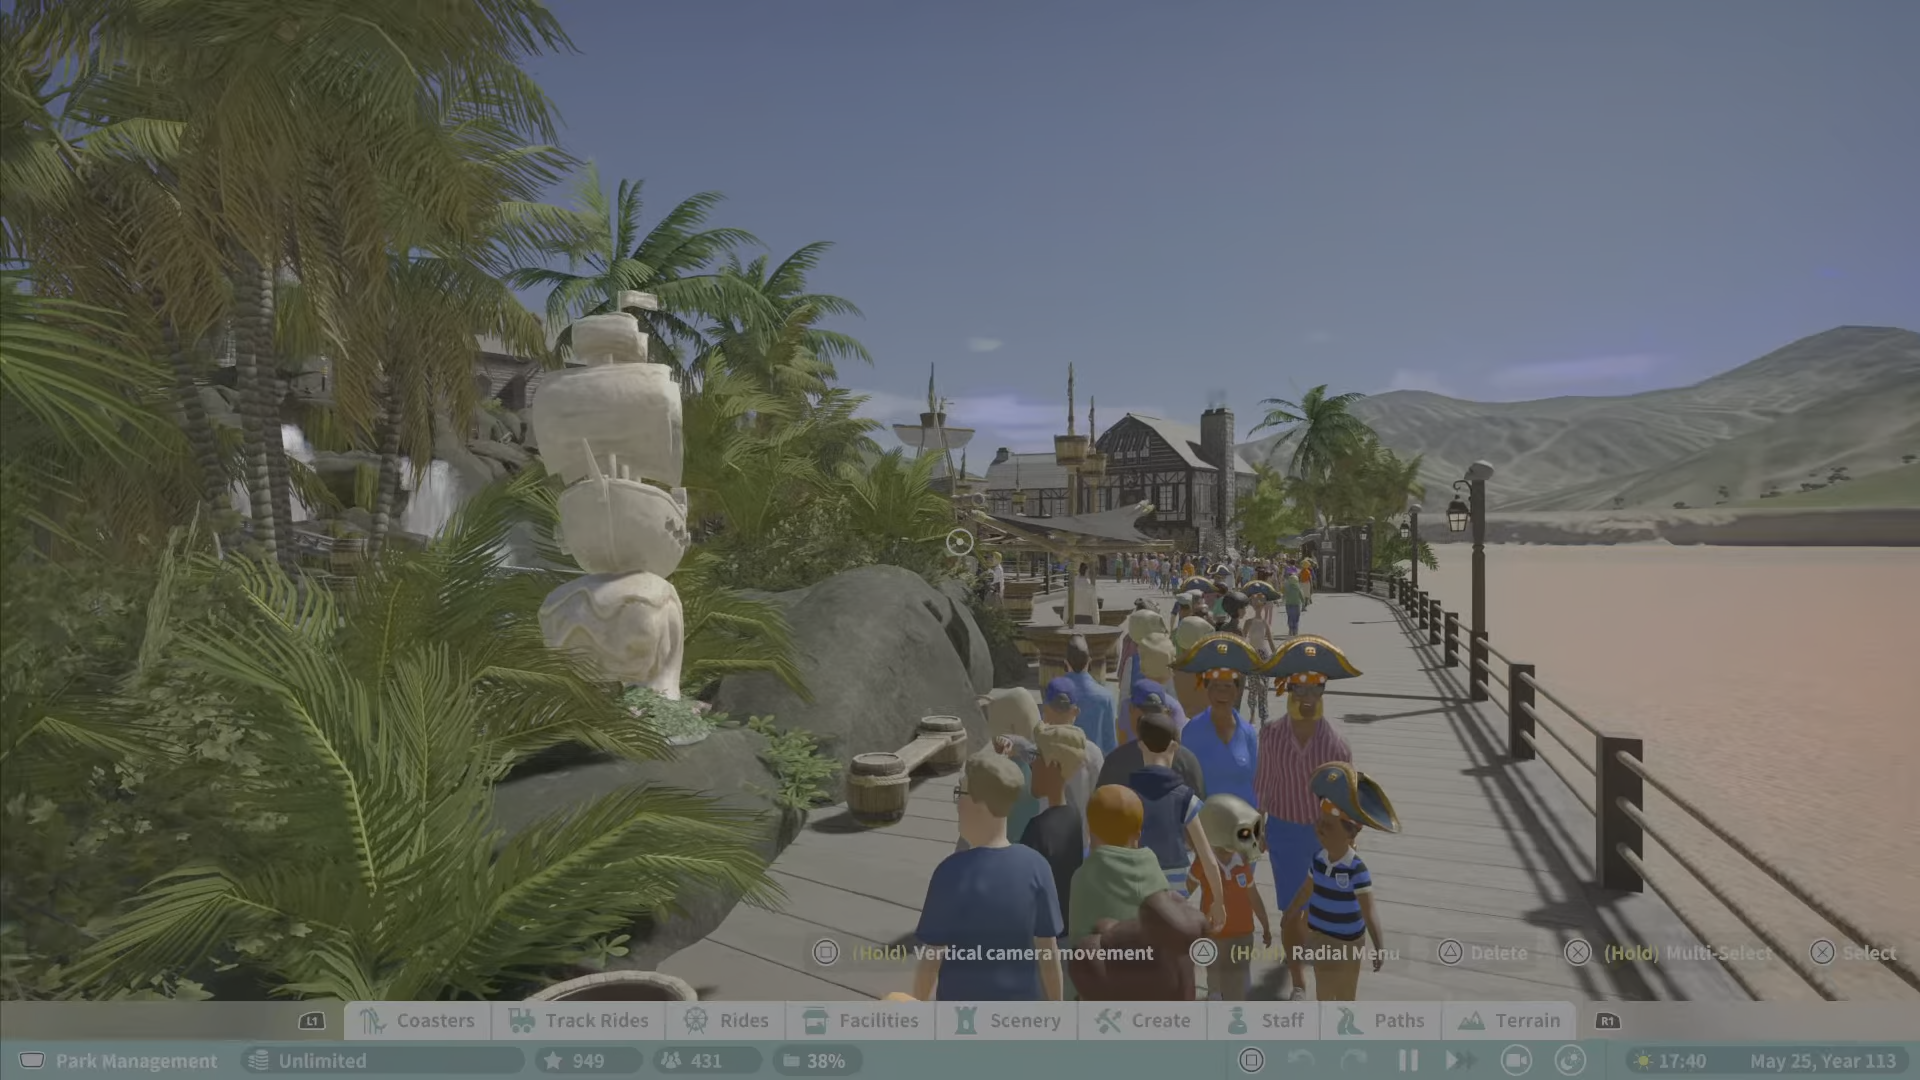 (Hold) Vertical camera movement (Hold) Radial Menu Delete (Hold) Multi-Select Select
L1 Coasters Track Rides Rides Facilities Scenery Create Staff Paths Terrain R1
Park Management Unlimited 949 431 38% 17:40 May 25, Year 113